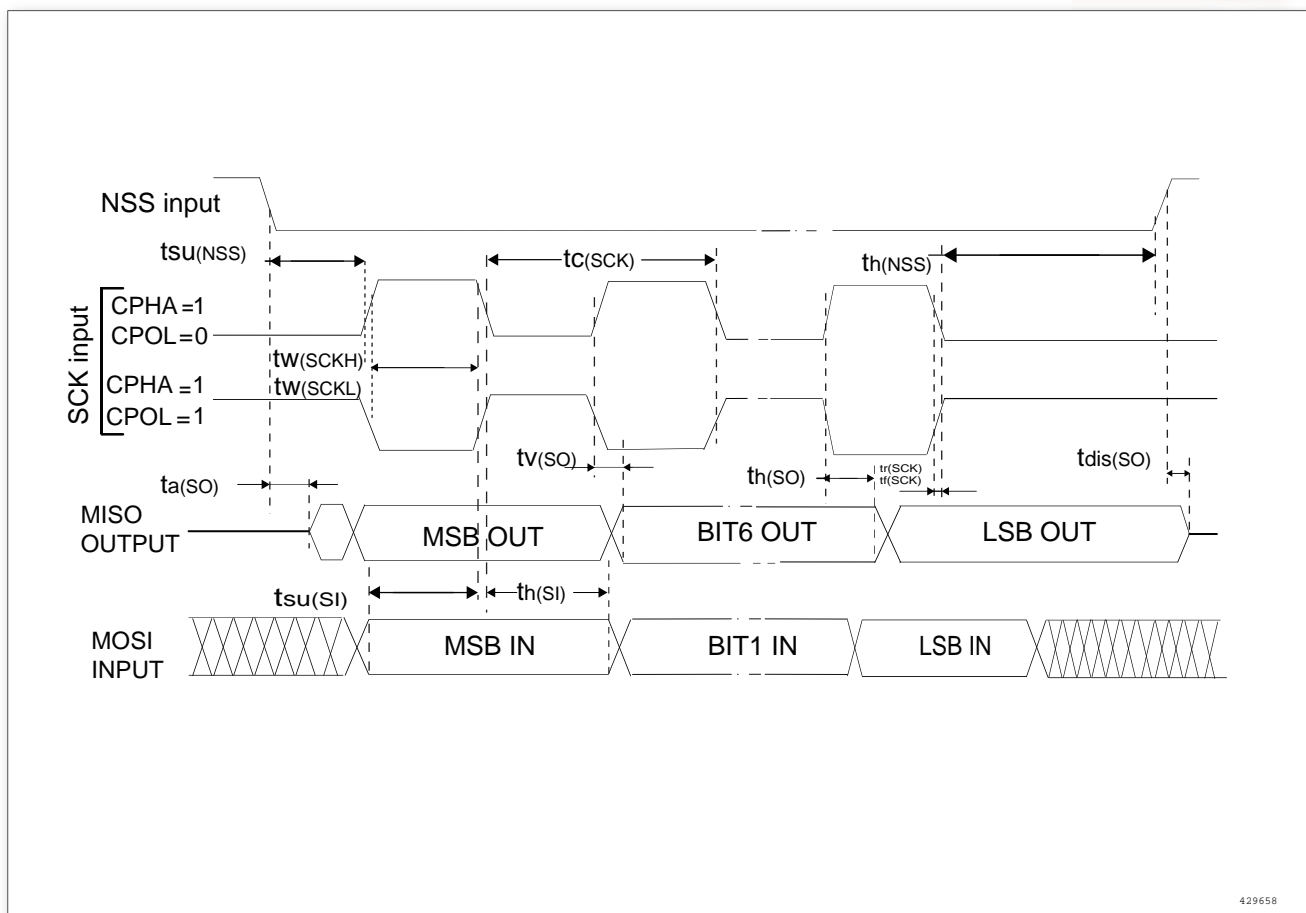 NSS input
tsu(NSS)
tc(SCK)
th(NSS)
SCK input
CPHA =1
CPOL =0
tw(SCKH)
CPHA =1
tw(SCKL)
CPOL =1
tv(SO)
tdis(SO)
ta(SO)
th(SO)
tr(SCK)
tf(SCK)
MISO
OUTPUT
MSB OUT
BIT6 OUT
LSB OUT
tsu(SI)
th(SI)
MOSI
INPUT
MSB IN
BIT1 IN
LSB IN
429658